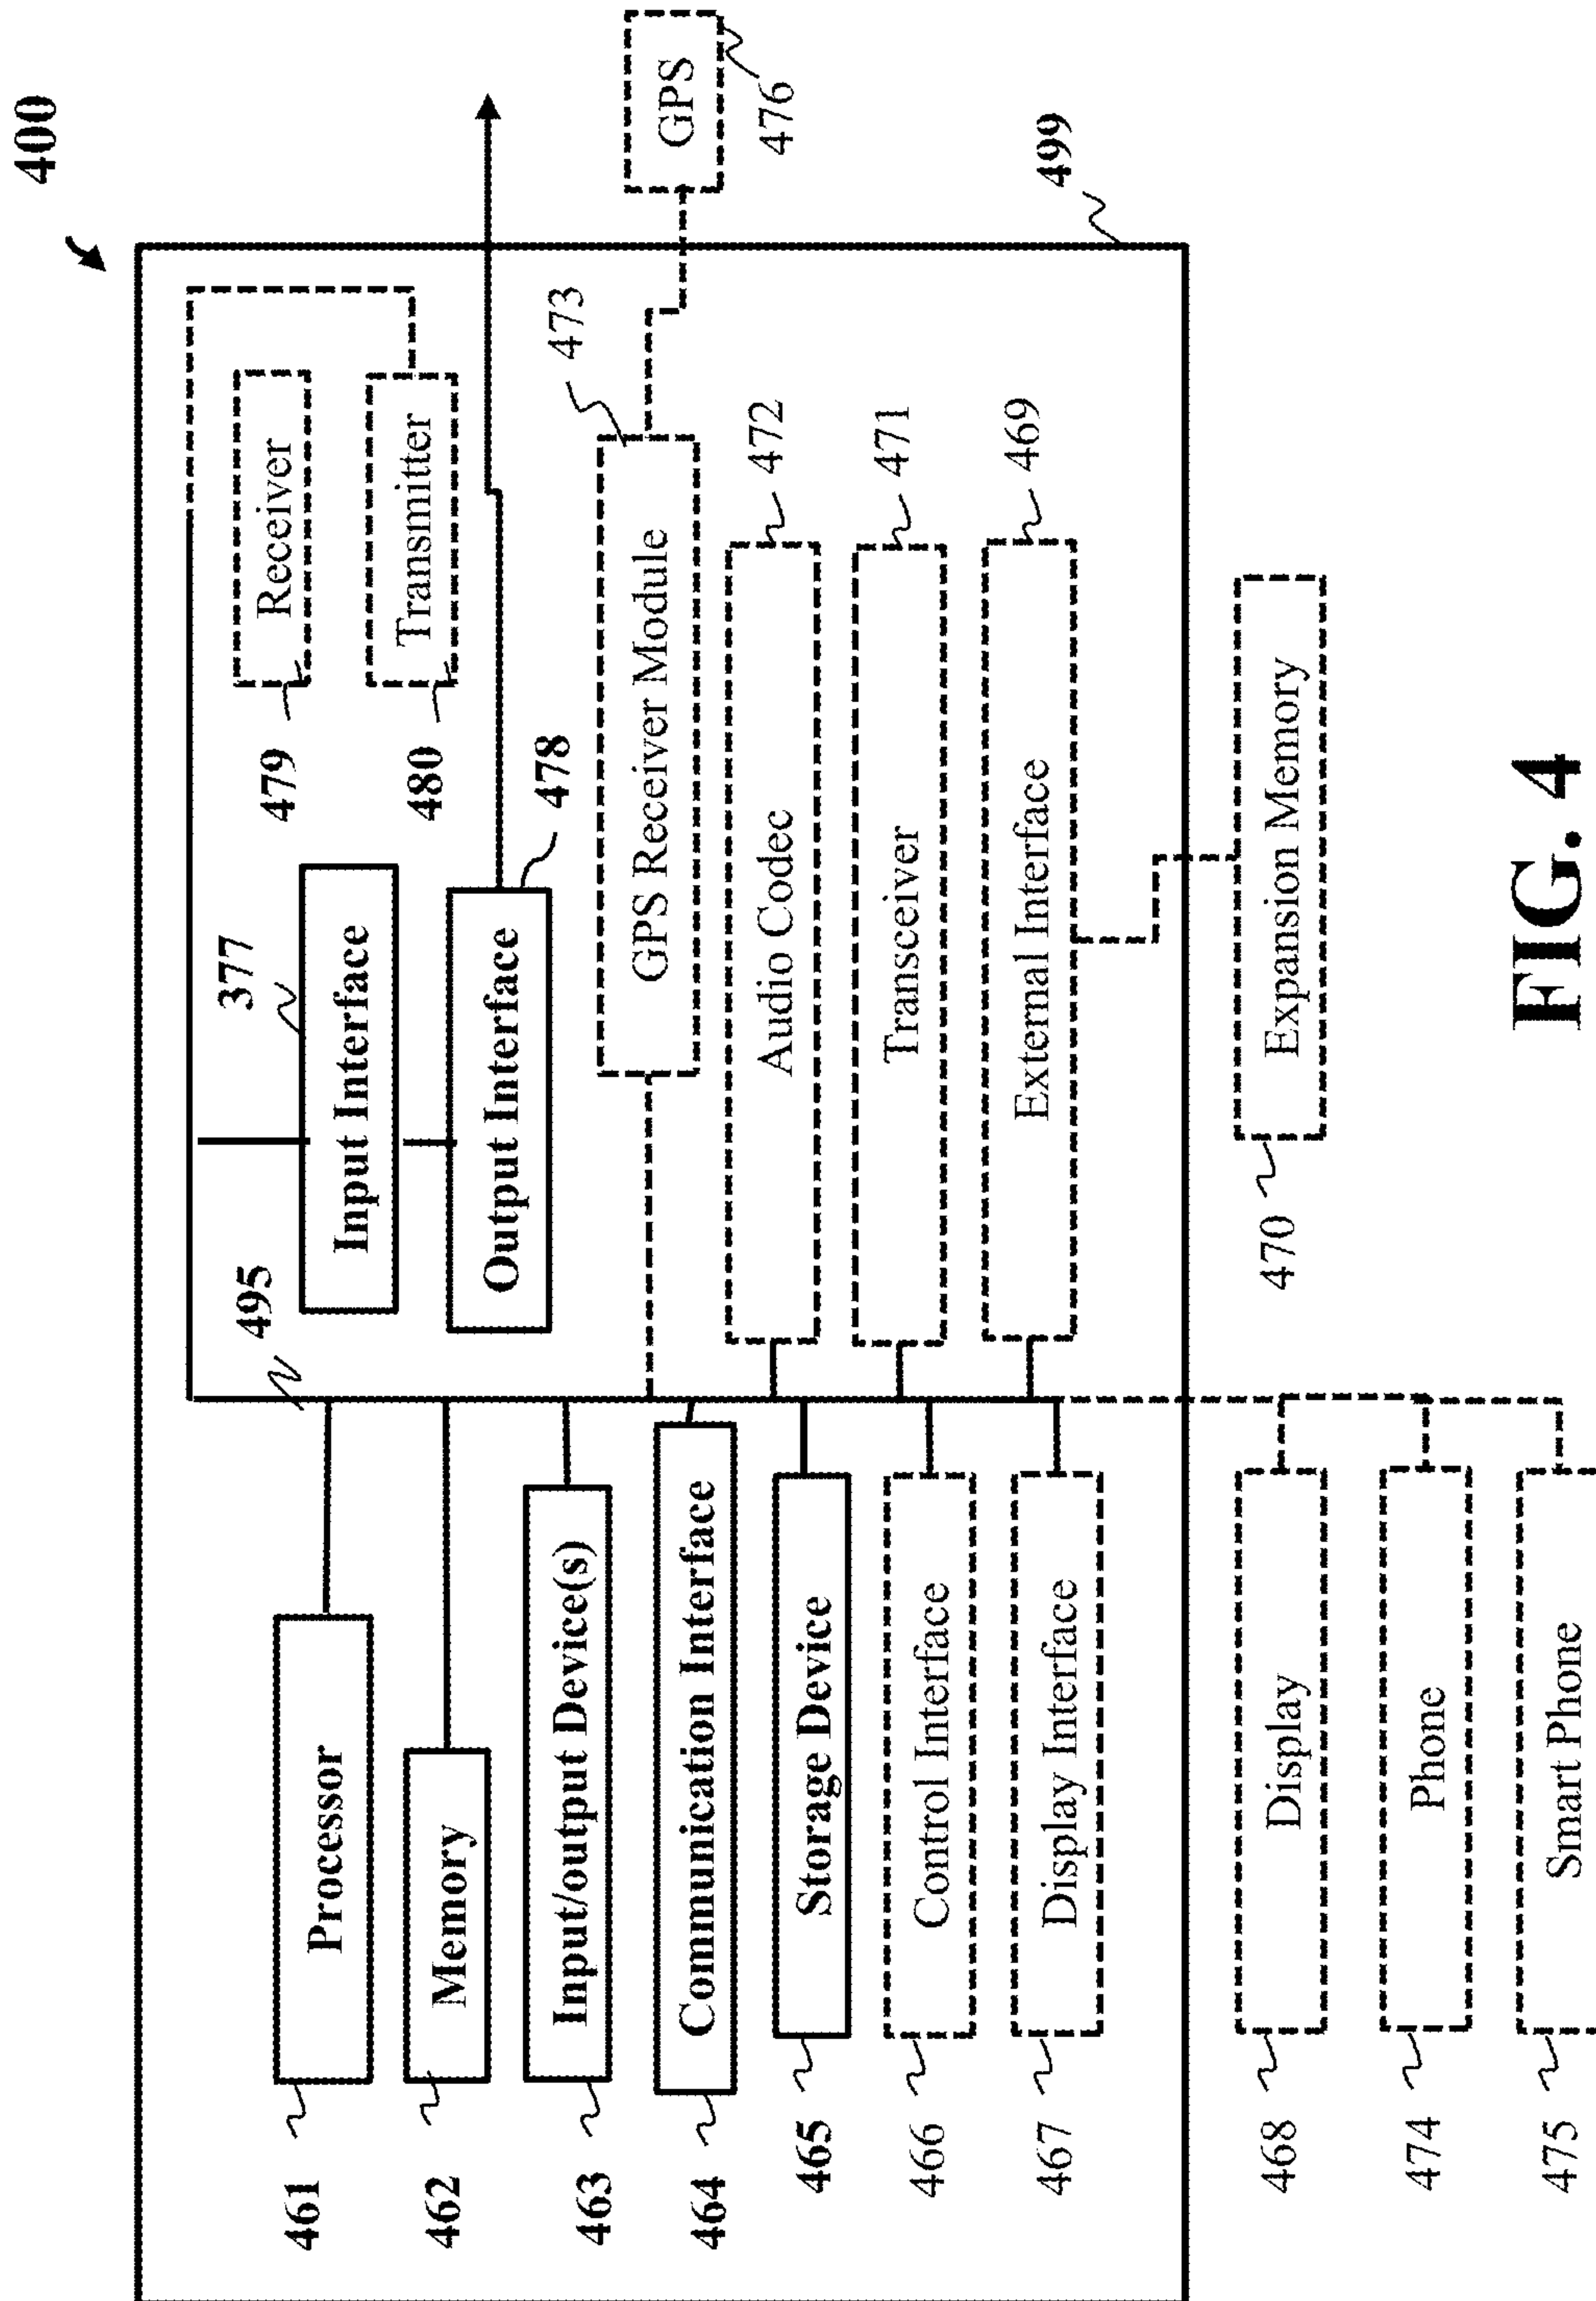 400
495
377
Input Interface
479
Receiver
480
Transmitter
Output Interface
478
461
Processor
462
Memory
463
Input/output Device(s)
464
Communication Interface
465
Storage Device
466
Control Interface
467
Display Interface
GPS Receiver Module
473
GPS
476
Audio Codec
472
Transceiver
471
External Interface
469
499
468
Display
474
Phone
475
Smart Phone
470
Expansion Memory
FIG. 4